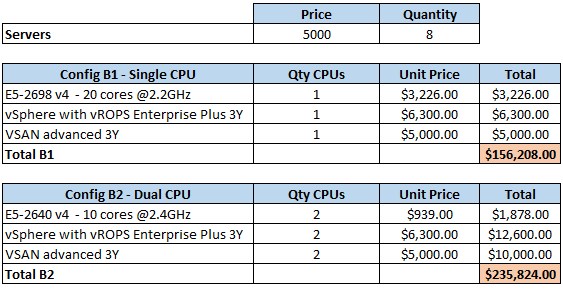 Price Quantity
Servers 5000 8
Config B1 - Single CPU Qty CPUs Unit Price Total
E5-2698 v4 - 20 cores @2.2GHz 1 $3,226.00 $3,226.00
vSphere with vROPS Enterprise Plus 3Y 1 $6,300.00 $6,300.00
VSAN advanced 3Y 1 $5,000.00 $5,000.00
Total B1 $156,208.00
Config B2 - Dual CPU Qty CPUs Unit Price Total
E5-2640 v4 - 10 cores @2.4GHz 2 $939.00 $1,878.00
vSphere with vROPS Enterprise Plus 3Y 2 $6,300.00 $12,600.00
VSAN advanced 3Y 2 $5,000.00 $10,000.00
Total B2 $235,824.00